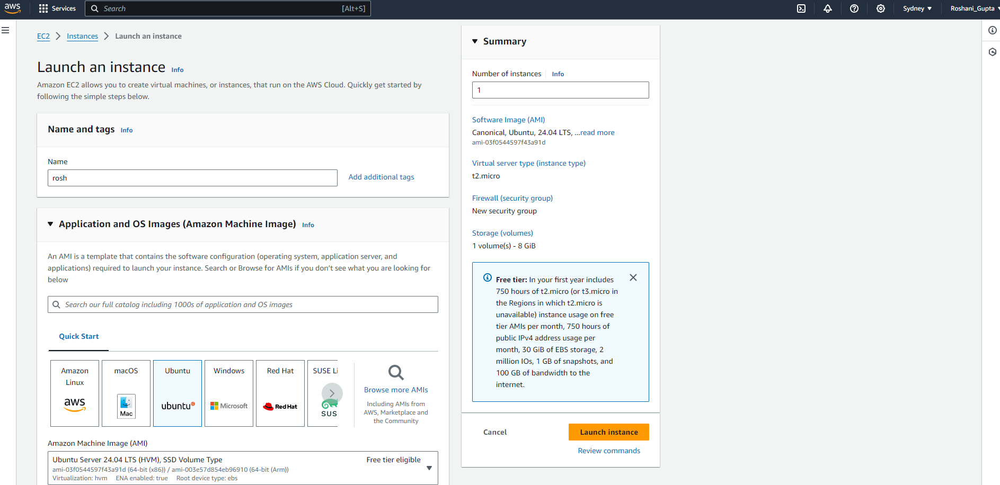 aws
Services
Search
[Alt+S]
Sydney
Roshani_Gupta
EC2
Instances
Launch an instance
Launch an instance
Info
Amazon EC2 allows you to create virtual machines, or instances, that run on the AWS Cloud. Quickly get started by
following the simple steps below.
Name and tags
Info
Name
rosh
Add additional tags
Application and OS Images (Amazon Machine Image)
Info
An AMI is a template that contains the software configuration (operating system, application server, and
applications) required to launch your instance. Search or Browse for AMIs if you don't see what you are looking for
below
Search our full catalog including 1000s of application and OS images
Quick Start
Amazon
Linux
aws
macOS
Mac
Ubuntu
ubuntu
Windows
Microsoft
Red Hat
Red Hat
SUSE Li
SUS
Browse more AMIs
Including AMIs from
AWS, Marketplace and
the Community
Amazon Machine Image (AMI)
Ubuntu Server 24.04 LTS (HVM), SSD Volume Type
Free tier eligible
ami-03f0544597f43a91d (64-bit (x86)) / ami-003e57d854eb96910 (64-bit (Arm))
Virtualization: hvm ENA enabled: true Root device type: ebs
Summary
Number of instances
Info
1
Software Image (AMI)
Canonical, Ubuntu, 24.04 LTS, ...read more
ami-03f0544597f43a91d
Virtual server type (instance type)
t2.micro
Firewall (security group)
New security group
Storage (volumes)
1 volume(s) - 8 GiB
Free tier: In your first year includes
750 hours of t2.micro (or t3.micro in
the Regions in which t2.micro is
unavailable) instance usage on free
tier AMIs per month, 750 hours of
public IPv4 address usage per
month, 30 GiB of EBS storage, 2
million IOs, 1 GB of snapshots, and
100 GB of bandwidth to the
internet.
Cancel
Launch instance
Review commands